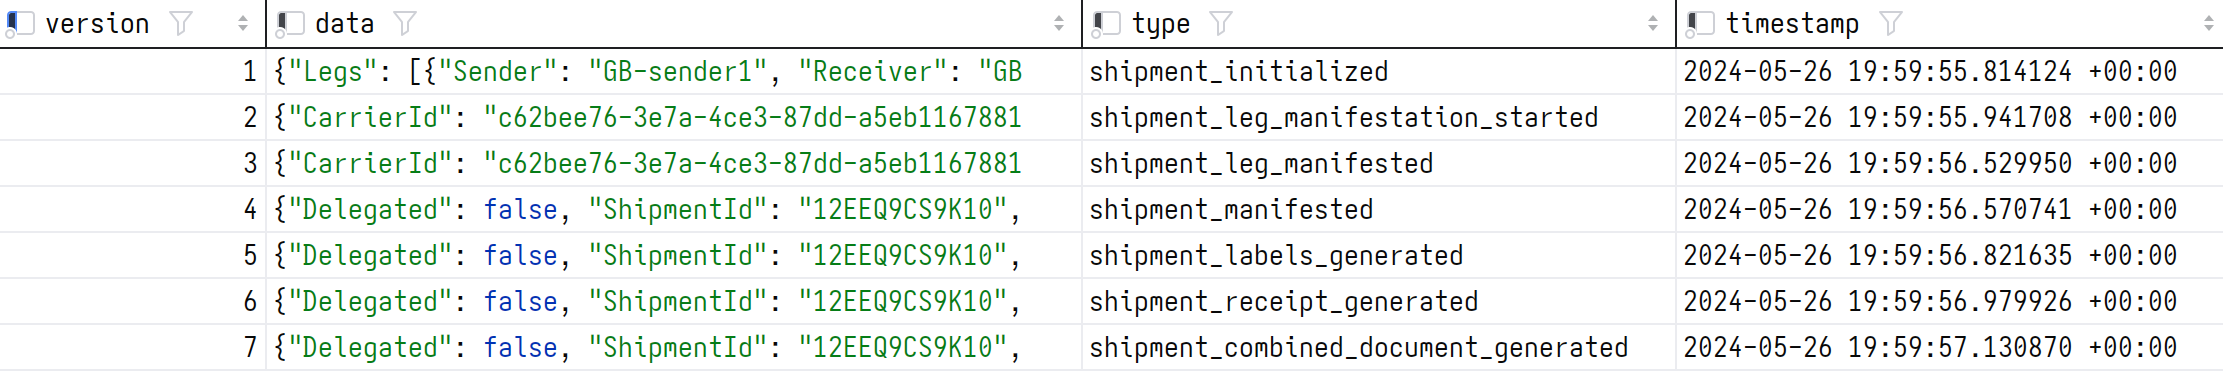 version data type timestamp
1 {"Legs": [{"Sender": "GB-sender1", "Receiver": "GB shipment_initialized 2024-05-26 19:59:55.814124 +00:00
2 {"CarrierId": "c62bee76-3e7a-4ce3-87dd-a5eb1167881 shipment_leg_manifestation_started 2024-05-26 19:59:55.941708 +00:00
3 {"CarrierId": "c62bee76-3e7a-4ce3-87dd-a5eb1167881 shipment_leg_manifested 2024-05-26 19:59:56.529950 +00:00
4 {"Delegated": false, "ShipmentId": "12EEQ9CS9K10", shipment_manifested 2024-05-26 19:59:56.570741 +00:00
5 {"Delegated": false, "ShipmentId": "12EEQ9CS9K10", shipment_labels_generated 2024-05-26 19:59:56.821635 +00:00
6 {"Delegated": false, "ShipmentId": "12EEQ9CS9K10", shipment_receipt_generated 2024-05-26 19:59:56.979926 +00:00
7 {"Delegated": false, "ShipmentId": "12EEQ9CS9K10", shipment_combined_document_generated 2024-05-26 19:59:57.130870 +00:00